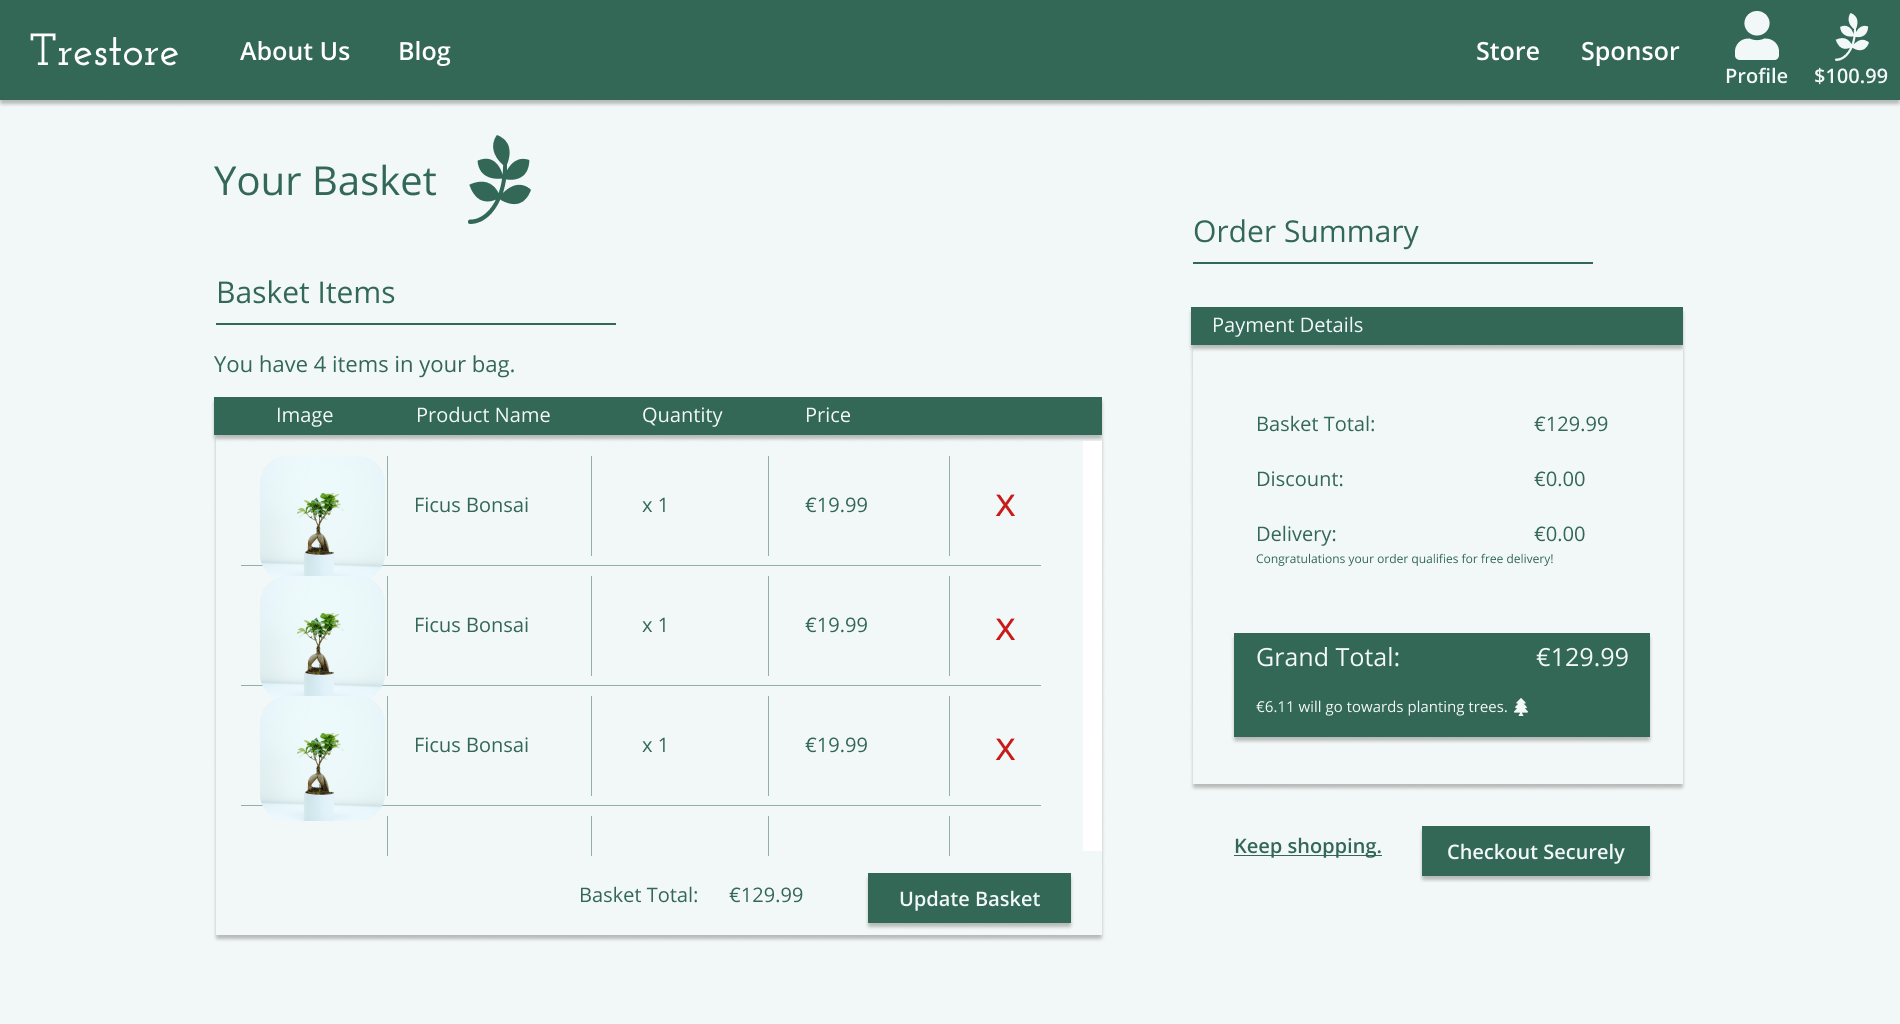 Trestore
About Us
Blog
Store
Sponsor
Profile
$100.99
Your Basket
Order Summary
Basket Items
Payment Details
You have 4 items in your bag.
Image Product Name Quantity Price
Ficus Bonsai x 1 €19.99 X
Ficus Bonsai x 1 €19.99 X
Ficus Bonsai x 1 €19.99 X
Basket Total: €129.99
Update Basket
Basket Total: €129.99
Discount: €0.00
Delivery: €0.00
Congratulations your order qualifies for free delivery!
Grand Total: €129.99
€6.11 will go towards planting trees.
Keep shopping.
Checkout Securely